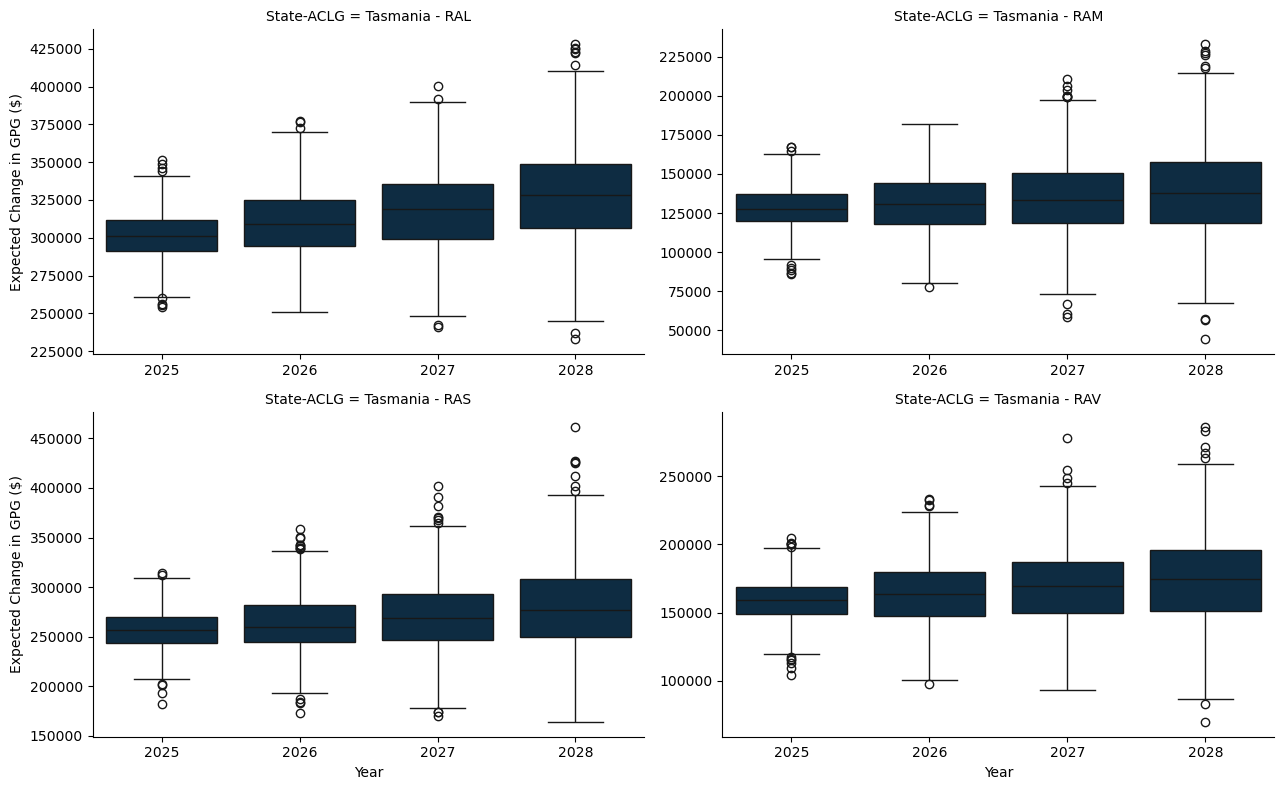 State-ACLG = Tasmania - RAL
Expected Change in GPG ($)
425000
400000
375000
350000
325000
300000
275000
250000
225000
2025 2026 2027 2028
State-ACLG = Tasmania - RAM
225000
200000
175000
150000
125000
100000
75000
50000
2025 2026 2027 2028
State-ACLG = Tasmania - RAS
Expected Change in GPG ($)
450000
400000
350000
300000
250000
200000
150000
2025 2026 2027 2028
Year
State-ACLG = Tasmania - RAV
250000
200000
150000
100000
2025 2026 2027 2028
Year